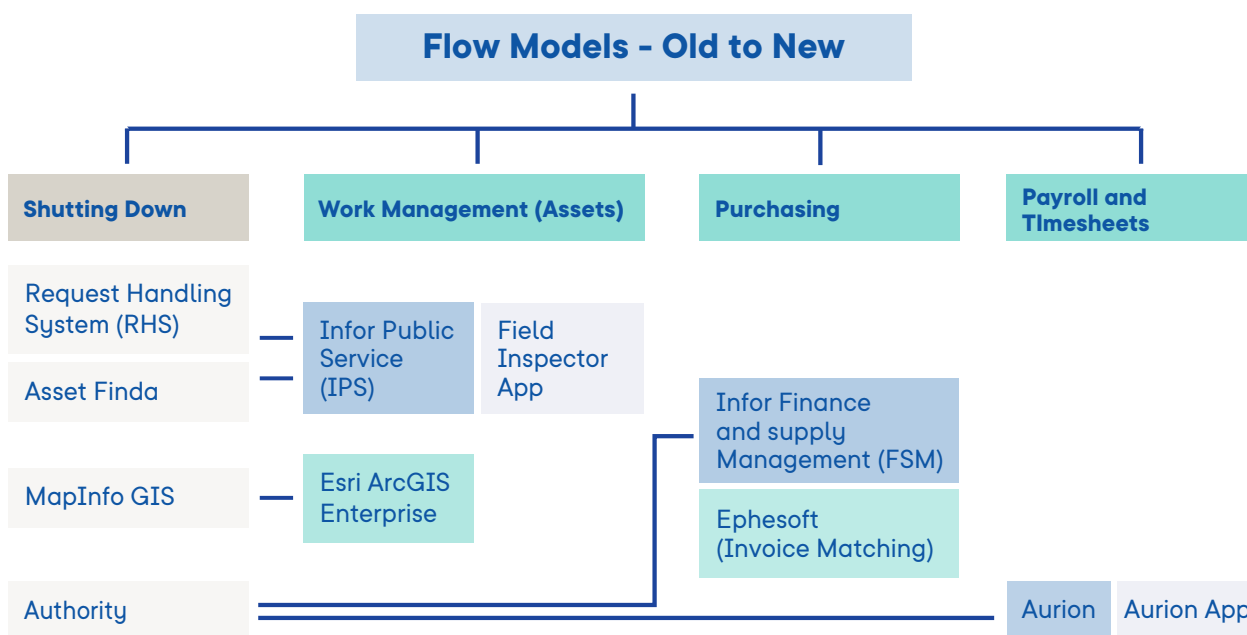 Flow Models - Old to New
Shutting Down
Work Management (Assets)
Purchasing
Payroll and
TImesheets
Request Handling
System (RHS)
Asset Finda
MapInfo GIS
Authority
Infor Public
Service
(IPS)
Field
Inspector
App
Esri ArcGIS
Enterprise
Infor Finance
and supply
Management (FSM)
Ephesoft
(Invoice Matching)
Aurion
Aurion App